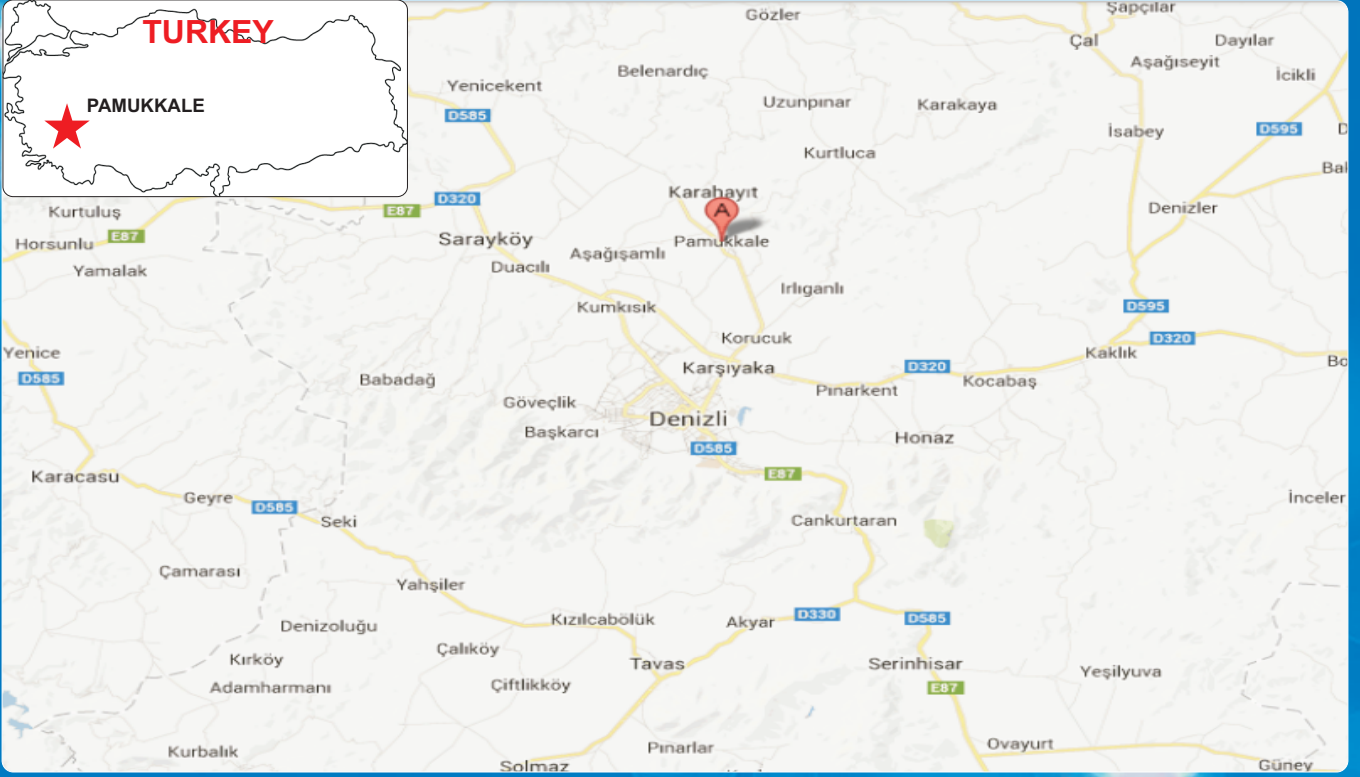 TURKEY
PAMUKKALE
Gözler
Şapçılar
Çal
Dayılar
Aşağıseyit
İcikli
Belenardıç
Yenicekent
Uzunpınar
Karakaya
D585
İsabey
D595
Kurtluca
Karahayıt
A
D320
E87
Kurtuluş
Denizler
E87
Horsunlu
Sarayköy
Pamukkale
Aşağışamlı
Yamalak
Duacılı
Irlıganlı
Kumkısık
D595
Korucuk
D320
Yenice
Kaklık
Karşıyaka
D320
D585
Babadağ
Kocabaş
Pınarkent
Göveçlik
Denizli
Başkarcı
Honaz
D585
E87
Karacasu
Geyre
İnceler
D585
Seki
Cankurtaran
Çamarası
Yahşiler
D330
D585
Kızılcabölük
Akyar
Denizoluğu
Çalıköy
Kırköy
Tavas
Serinhisar
Yeşilyuva
Adamharmanı
Çiftlikköy
E87
Kurbalık
Pınarlar
Ovayurt
Solmaz
Güney